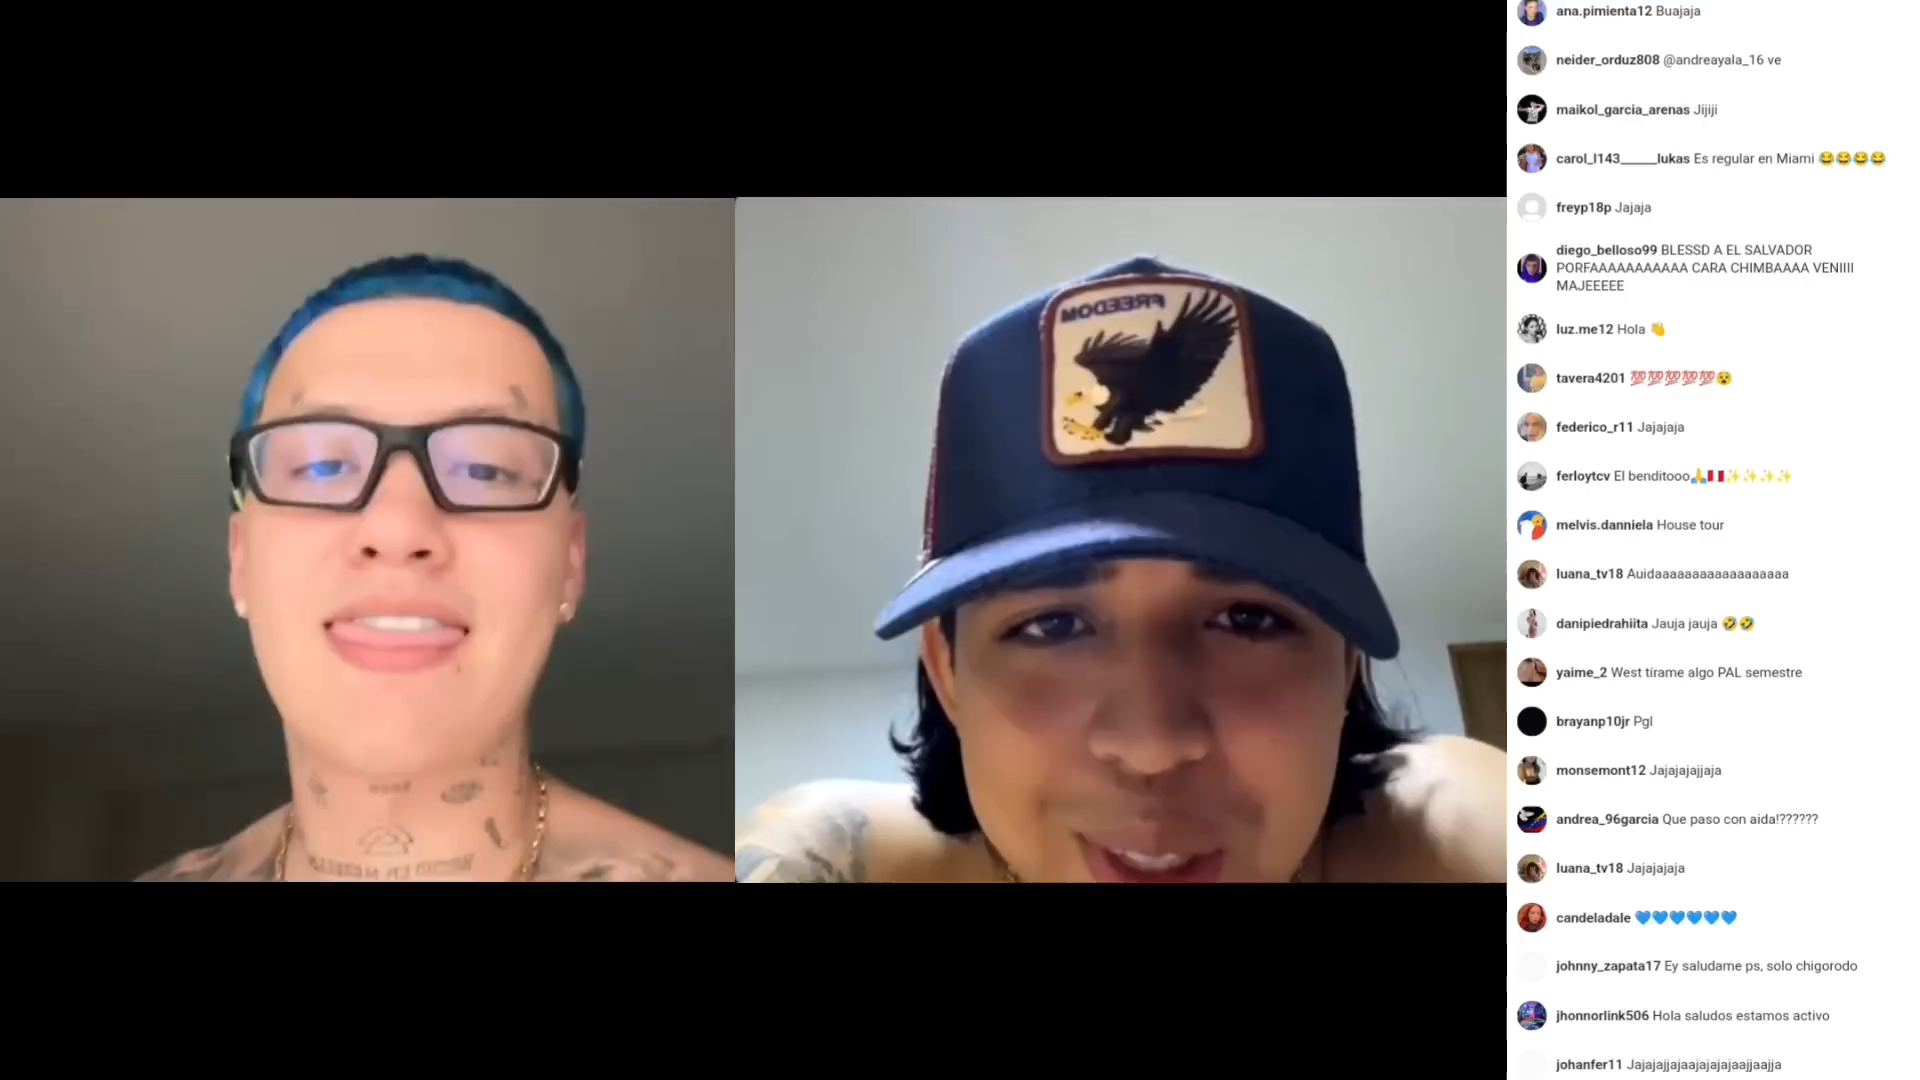 FREEDOM
ana.pimienta12 Buajaja
neider_orduz808 @andreayala_16 ve
maikol_garcia_arenas Jijiji
carol_l143_____lukas Es regular en Miami 😂😂😂😂
freyp18p Jajaja
diego_belloso99 BLESSD A EL SALVADOR
PORFAAAAAAAAAAA CARA CHIMBAAAA VENIIII
MAJEEEEE
luz.me12 Hola 👏
tavera4201 💯💯💯💯💯😵
federico_r11 Jajajaja
ferloytcv El benditooo🙏🇵🇪✨✨✨✨
melvis.danniela House tour
luana_tv18 Auidaaaaaaaaaaaaaaaaaa
danipiedrahiita Jauja jauja 🤣🤣
yaime_2 West tírame algo PAL semestre
brayanp10jr Pgl
monsemont12 Jajajajajjaja
andrea_96garcia Que paso con aida!??????
luana_tv18 Jajajajaja
candeladale 💙💙💙💙💙💙
johnny_zapata17 Ey saludame ps, solo chigorodo
jhonnorlink506 Hola saludos estamos activo
johanfer11 Jajajajjajaajajajajaajjaajja